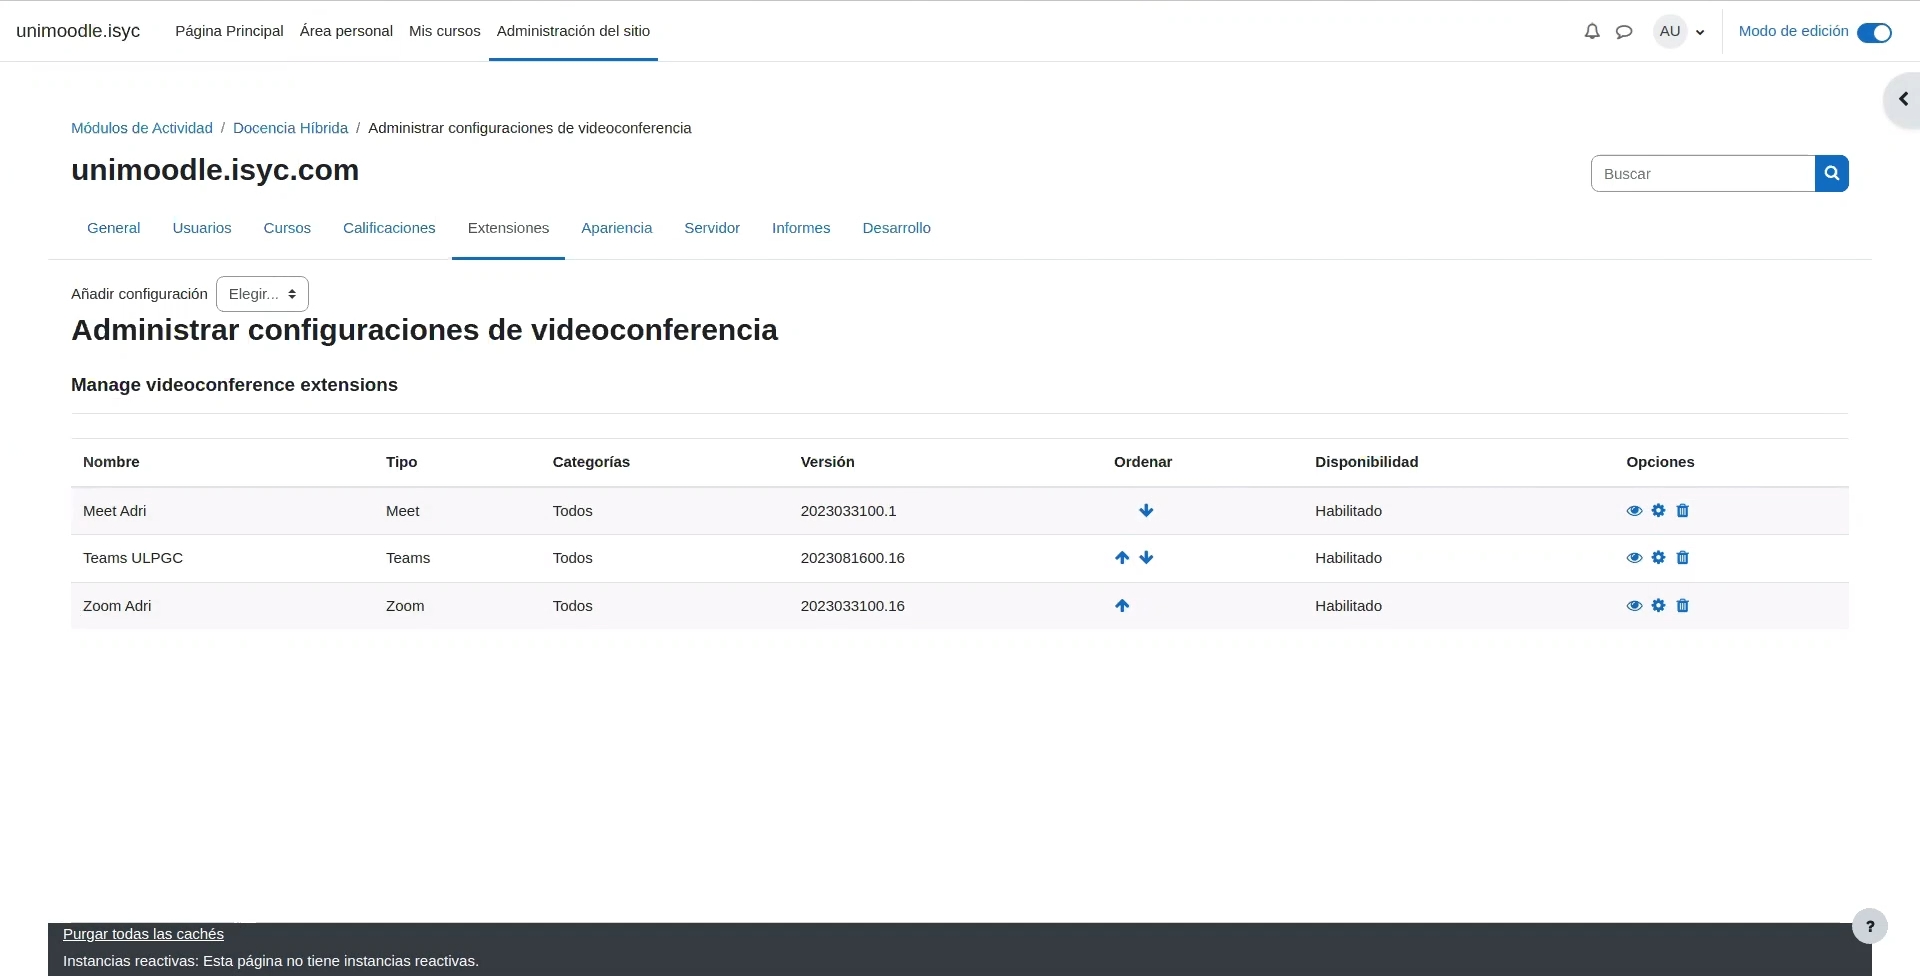 unimoodle.isyc Página Principal Área personal Mis cursos Administración del sitio AU Modo de edición
Módulos de Actividad / Docencia Híbrida / Administrar configuraciones de videoconferencia
unimoodle.isyc.com
Buscar
General Usuarios Cursos Calificaciones Extensiones Apariencia Servidor Informes Desarrollo
Añadir configuración Elegir...
Administrar configuraciones de videoconferencia
Manage videoconference extensions
Nombre Tipo Categorías Versión Ordenar Disponibilidad Opciones
Meet Adri Meet Todos 2023033100.1 Habilitado
Teams ULPGC Teams Todos 2023081600.16 Habilitado
Zoom Adri Zoom Todos 2023033100.16 Habilitado
Purgar todas las cachés
?
Instancias reactivas: Esta página no tiene instancias reactivas.